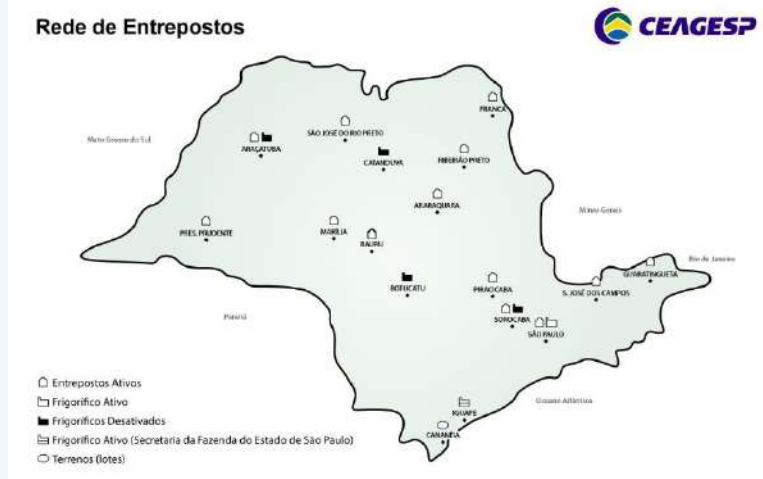 Rede de Entrepostos
CEAGESP
FRANCA
SÃO JOSÉ DO RIO PRETO
Mato Grosso do Sul
ARAÇATUBA
CATANDUVA
RIBEIRÃO PRETO
ARARAQUARA
Minas Gerais
PRES. PRUDENTE
MARÍLIA
BAURU
Rio de Janeiro
GUARATINGUETA
BOTUCATU
PIRACICABA
S. JOSÉ DOS CAMPOS
Paraná
SOROCABA
SÃO PAULO
Entrepostos Ativos
Frigorífico Ativo
Oceano Atlântico
IGUAPE
Frigoríficos Desativados
CANANÉIA
Frigorífico Ativo (Secretaria da Fazenda do Estado de São Paulo)
Terrenos (lotes)